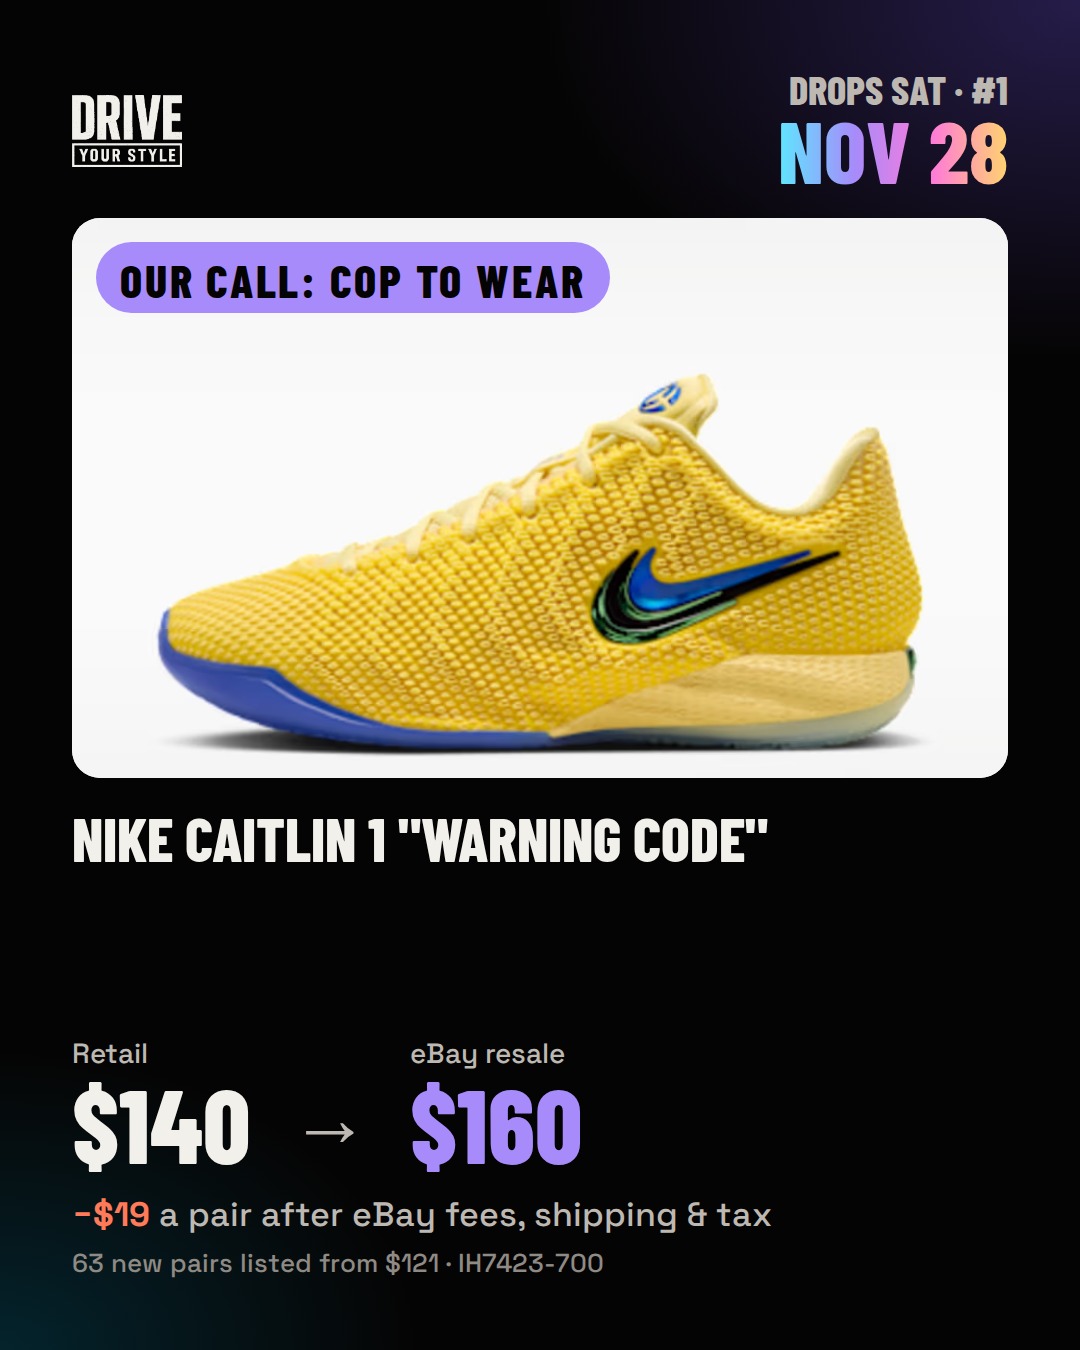 DRIVE
YOUR STYLE
DROPS SAT · #1
NOV 28
OUR CALL: COP TO WEAR
NIKE CAITLIN 1 "WARNING CODE"
Retail
$140
→
eBay resale
$160
−$19 a pair after eBay fees, shipping & tax
63 new pairs listed from $121 · IH7423-700